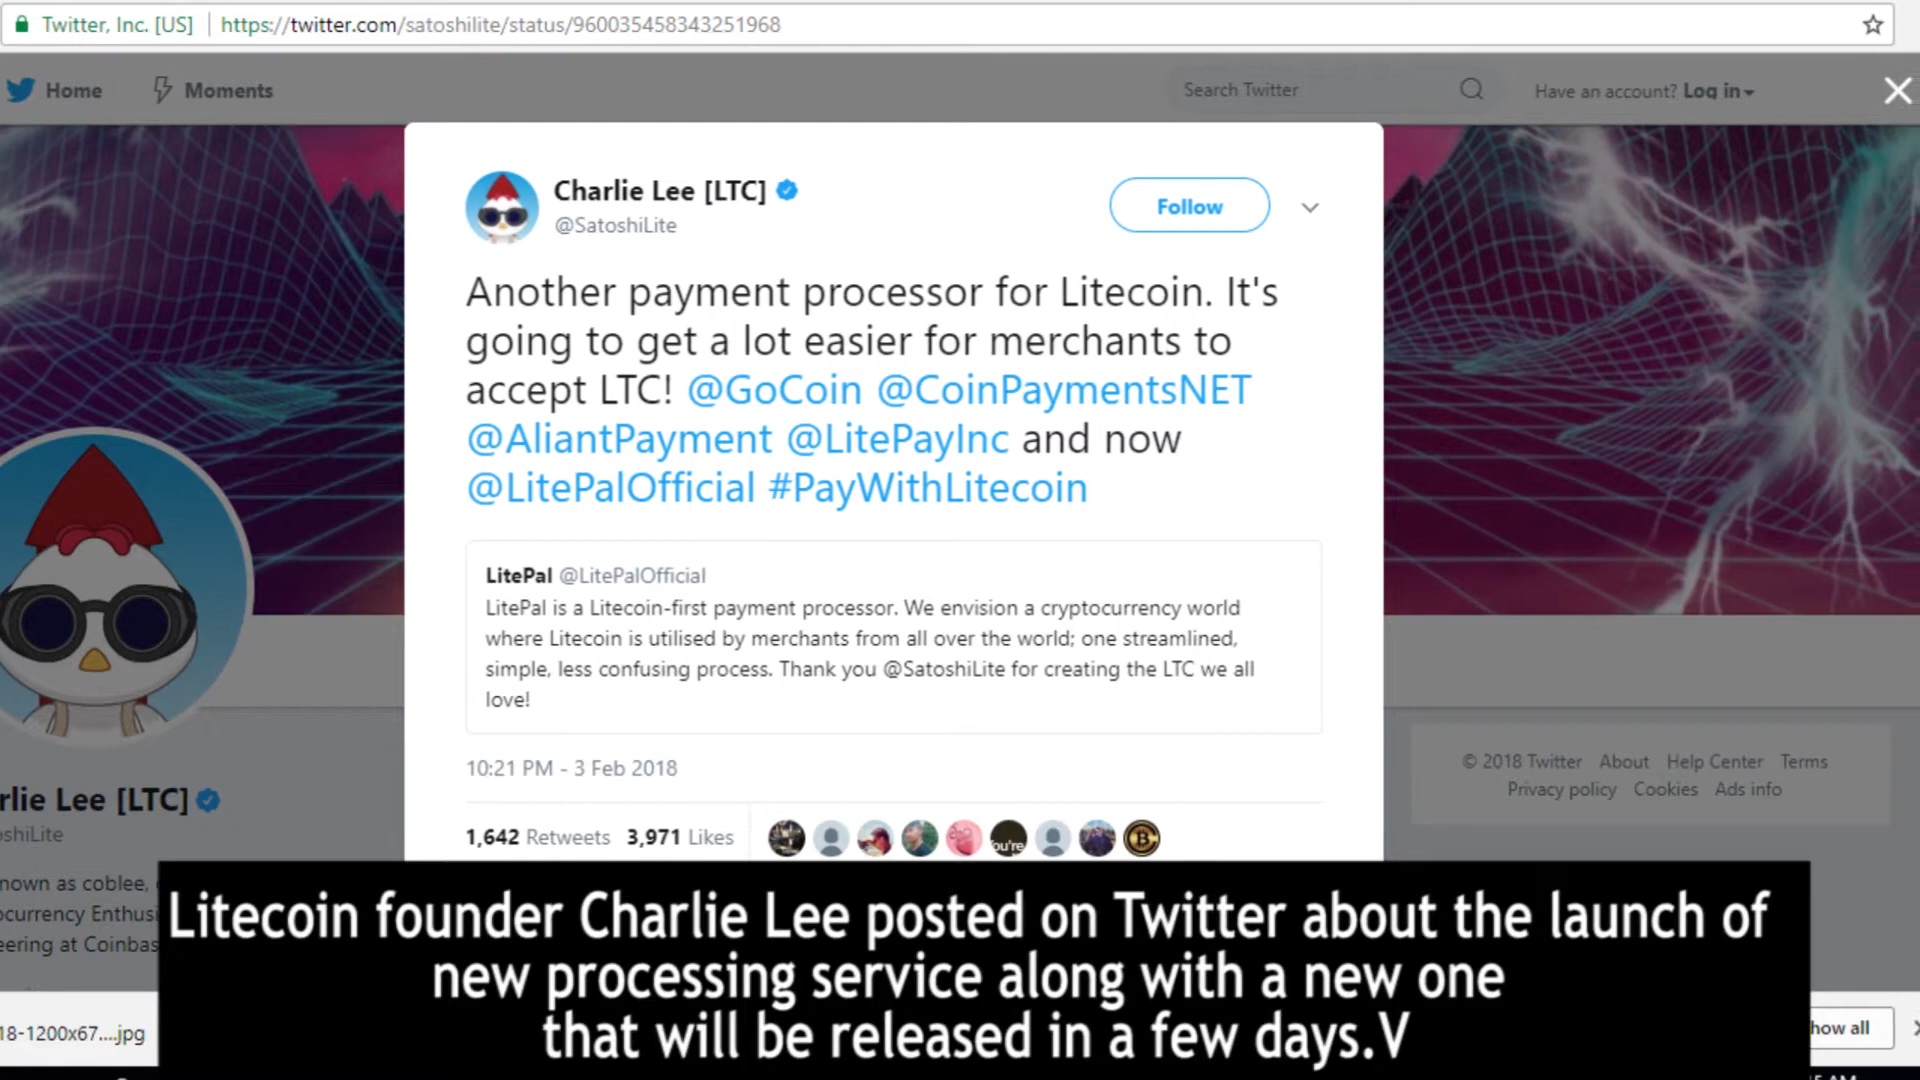 Twitter, Inc. [US] https://twitter.com/satoshilite/status/960035458343251968
Home Moments Search Twitter Have an account? Log in
Charlie Lee [LTC]
@SatoshiLite
Follow
Another payment processor for Litecoin. It's
going to get a lot easier for merchants to
accept LTC! @GoCoin @CoinPaymentsNET
@AliantPayment @LitePayInc and now
@LitePalOfficial #PayWithLitecoin
LitePal @LitePalOfficial
LitePal is a Litecoin-first payment processor. We envision a cryptocurrency world
where Litecoin is utilised by merchants from all over the world; one streamlined,
simple, less confusing process. Thank you @SatoshiLite for creating the LTC we all
love!
10:21 PM - 3 Feb 2018
1,642 Retweets 3,971 Likes
ou're
rlie Lee [LTC]
oshiLite
nown as coblee,
ocurrency Enthusi
eering at Coinbas
© 2018 Twitter About Help Center Terms
Privacy policy Cookies Ads info
Litecoin founder Charlie Lee posted on Twitter about the launch of
new processing service along with a new one
that will be released in a few days.V
18-1200x67....jpg
how all